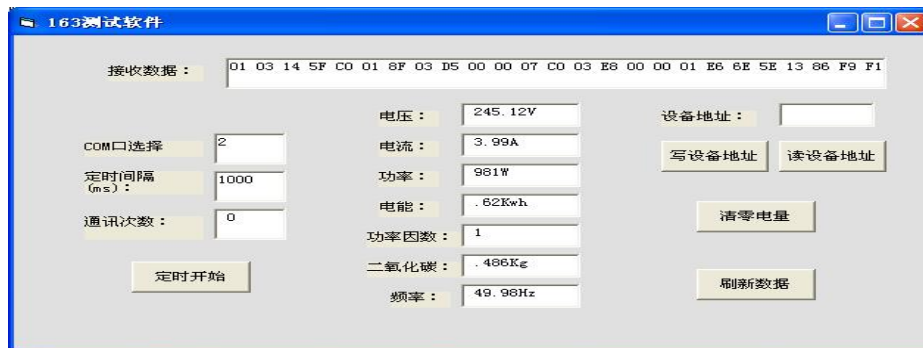 163测试软件
接收数据： 01 03 14 5F C0 01 8F 03 D5 00 00 07 C0 03 E8 00 00 01 E6 6E 5E 13 86 F9 F1
电压： 245.12V
设备地址：
COM口选择 2
电流： 3.99A
写设备地址 读设备地址
定时间隔(ms)： 1000
功率： 981W
电能： .62Kwh
清零电量
通讯次数： 0
功率因数： 1
定时开始
二氧化碳： .486Kg
刷新数据
频率： 49.98Hz